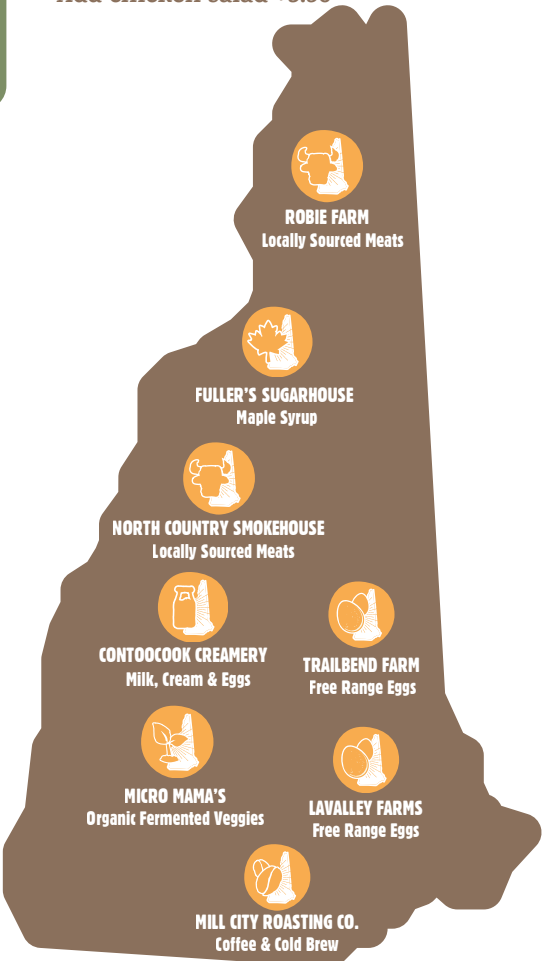 ROBIE FARM
Locally Sourced Meats
FULLER'S SUGARHOUSE
Maple Syrup
NORTH COUNTRY SMOKEHOUSE
Locally Sourced Meats
CONTOOCOOK CREAMERY
Milk, Cream & Eggs
TRAILBEND FARM
Free Range Eggs
MICRO MAMA'S
Organic Fermented Veggies
LAVALLEY FARMS
Free Range Eggs
MILL CITY ROASTING CO.
Coffee & Cold Brew